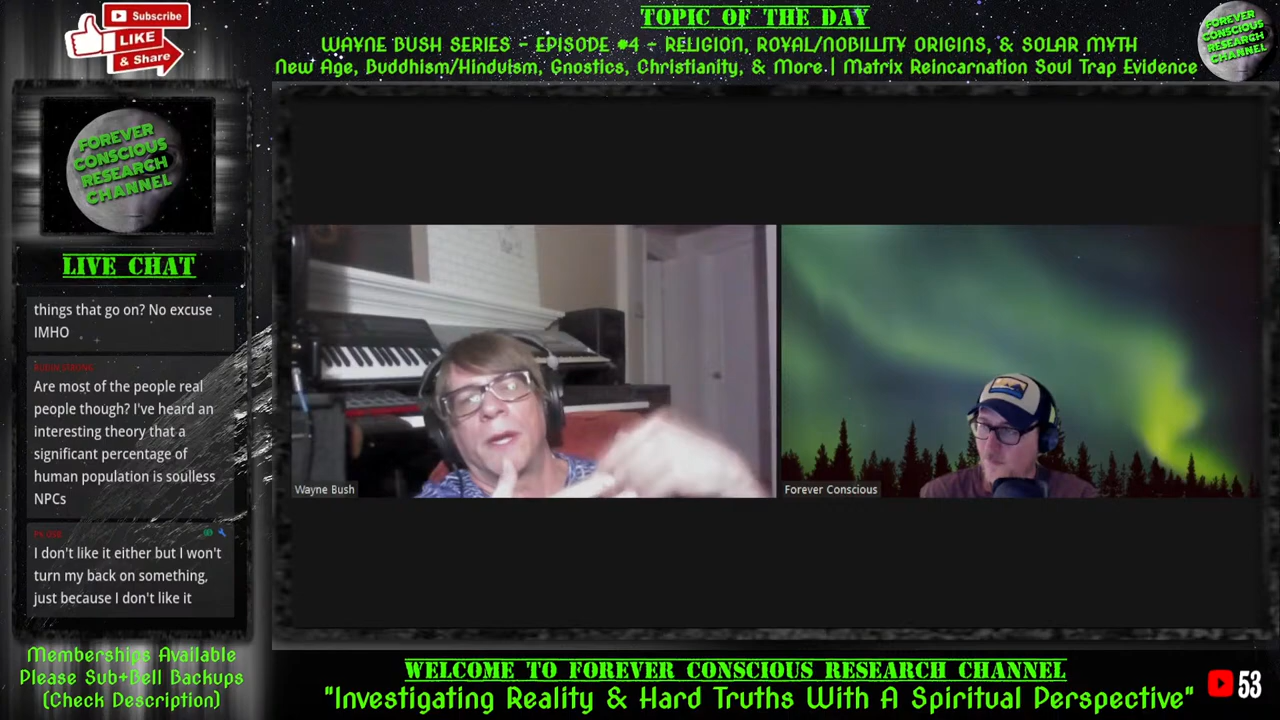 Subscribe
LIKE
& Share
TOPIC OF THE DAY
WAYNE BUSH SERIES - EPISODE #4 - RELIGION, ROYAL/NOBILLITY ORIGINS, & SOLAR MYTH
New Age, Buddhism/Hinduism, Gnostics, Christianity, & More | Matrix Reincarnation Soul Trap Evidence
FOREVER
CONSCIOUS
RESEARCH
CHANNEL
FOREVER
CONSCIOUS
RESEARCH
CHANNEL
LIVE CHAT
things that go on? No excuse
IMHO
Are most of the people real
people though? I've heard an
interesting theory that a
significant percentage of
human population is soulless
NPCs
I don't like it either but I won't
turn my back on something,
just because I don't like it
Wayne Bush
Forever Conscious
Memberships Available
Please Sub+Bell Backups
(Check Description)
WELCOME TO FOREVER CONSCIOUS RESEARCH CHANNEL
"Investigating Reality & Hard Truths With A Spiritual Perspective"
53